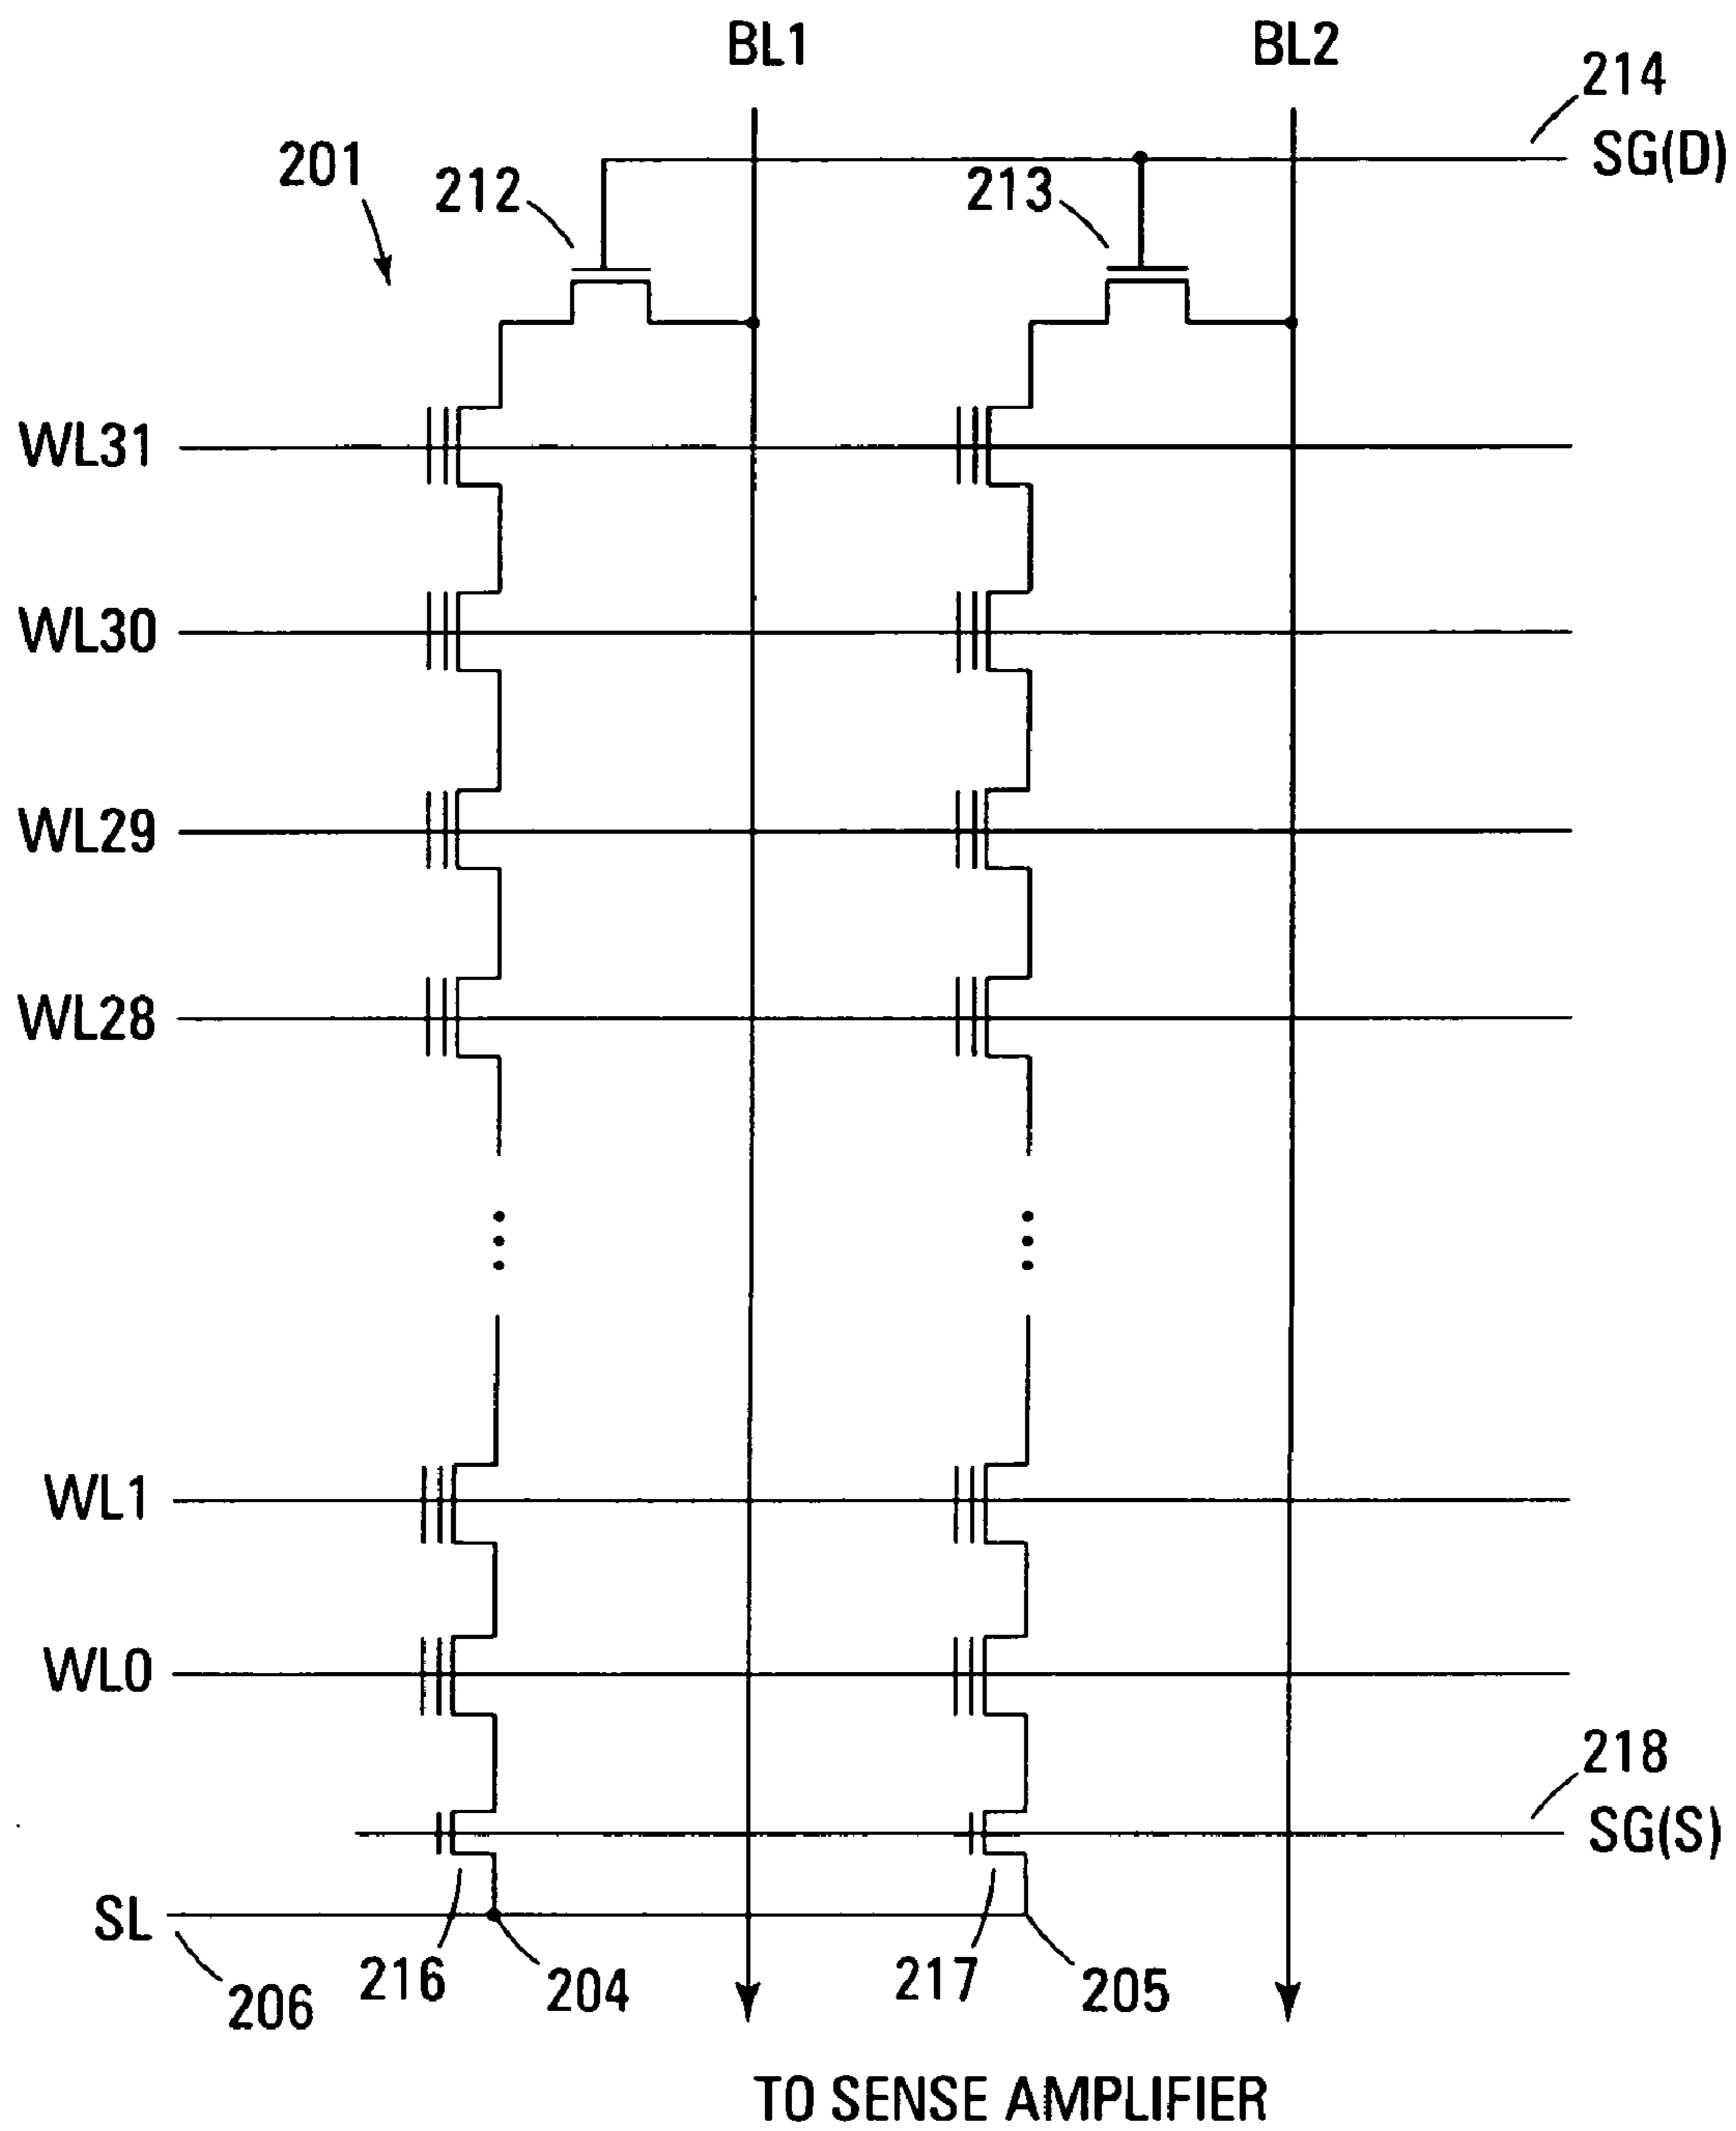 BL1
BL2
214
SG(D)
201
212
213
WL31
WL30
WL29
WL28
WL1
WL0
218
SG(S)
SL
216
204
217
205
206
TO SENSE AMPLIFIER